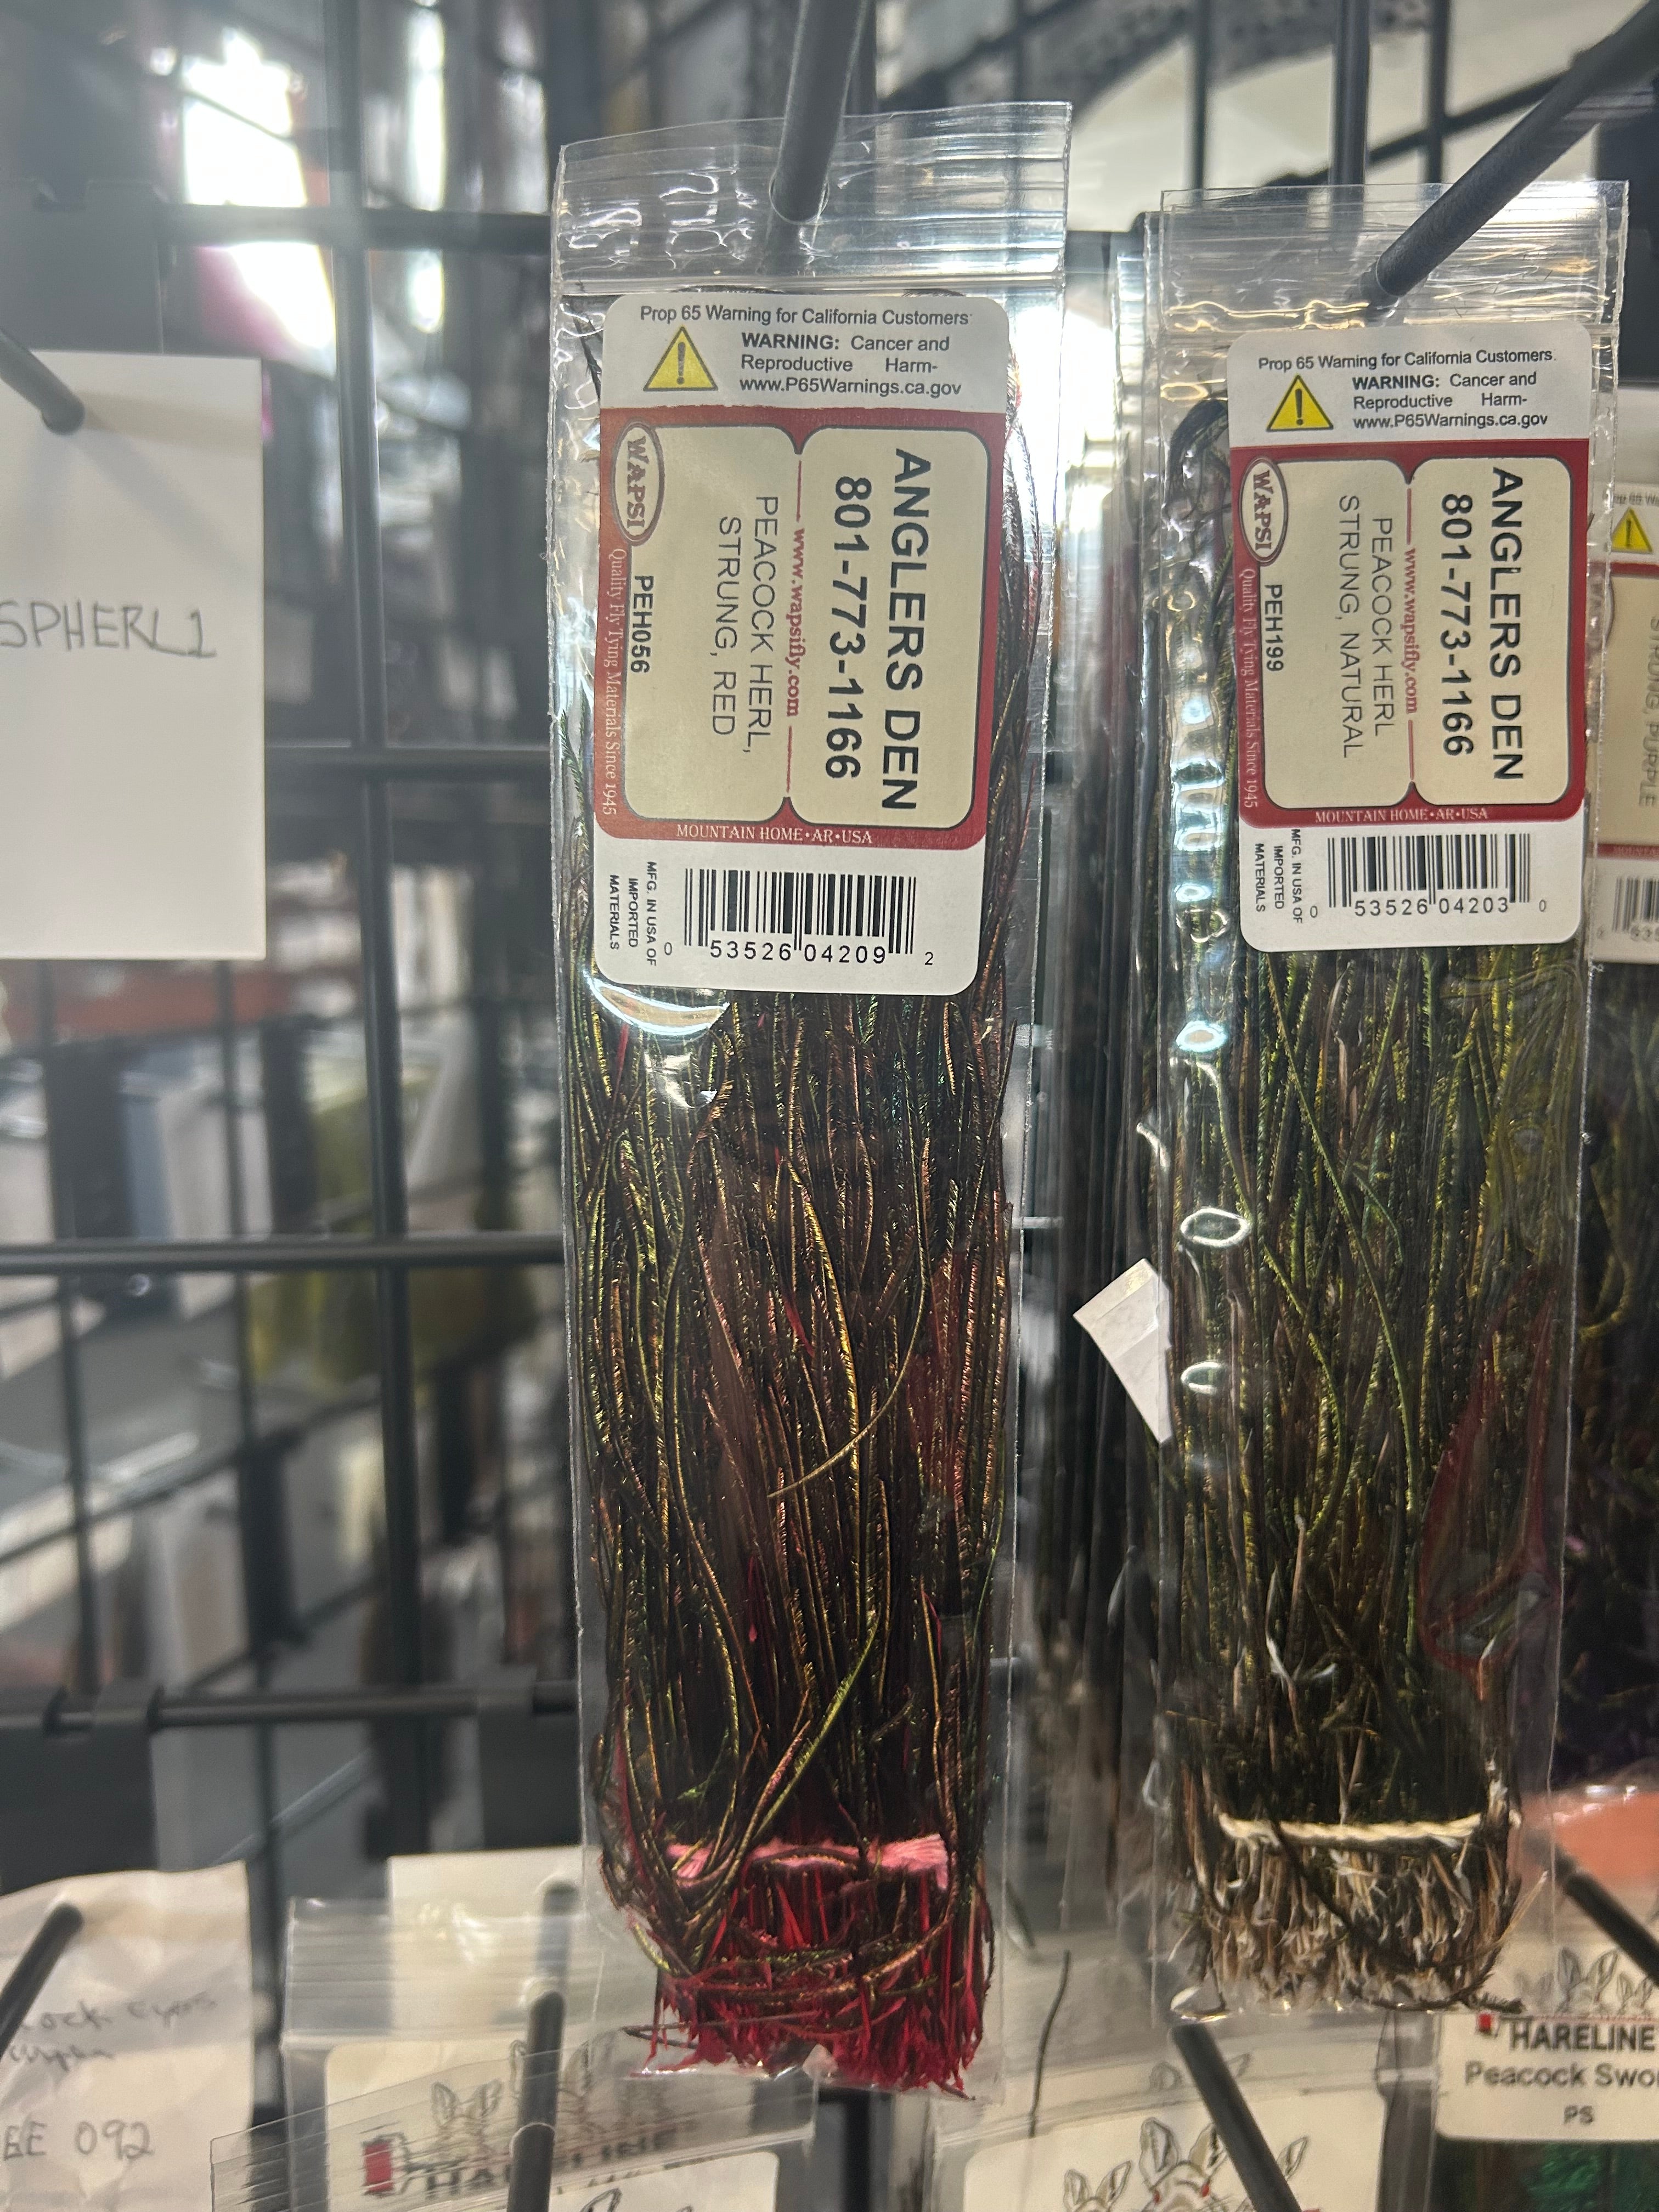 SPHERL1
Prop 65 Warning for California Customers
WARNING: Cancer and
Reproductive Harm-
www.P65Warnings.ca.gov
ANGLERS DEN
801-773-1166
www.wapsifly.com
PEACOCK HERL,
STRUNG, RED
PEH056
WAPSI
Quality Fly Tying Materials Since 1945
MOUNTAIN HOME•AR•USA
MFG. IN USA OF
IMPORTED
MATERIALS
0 53526 04209 2
Prop 65 Warning for California Customers.
WARNING: Cancer and
Reproductive Harm-
www.P65Warnings.ca.gov
ANGLERS DEN
801-773-1166
www.wapsifly.com
PEACOCK HERL
STRUNG, NATURAL
PEH199
WAPSI
Quality Fly Tying Materials Since 1945
MOUNTAIN HOME•AR•USA
MFG. IN USA OF
IMPORTED
MATERIALS
0 53526 04203 0
STRUNG, PURPLE
EE 092
HARELINE
HARELINE
Peacock Swo
PS